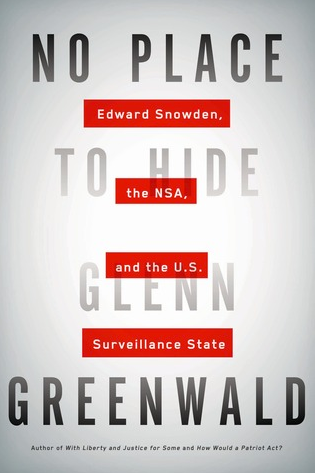 NO PLACE
Edward Snowden,
TO HIDE
the NSA,
and the U.S.
GLENN
Surveillance State
GREENWALD
Author of With Liberty and Justice for Some and How Would a Patriot Act?